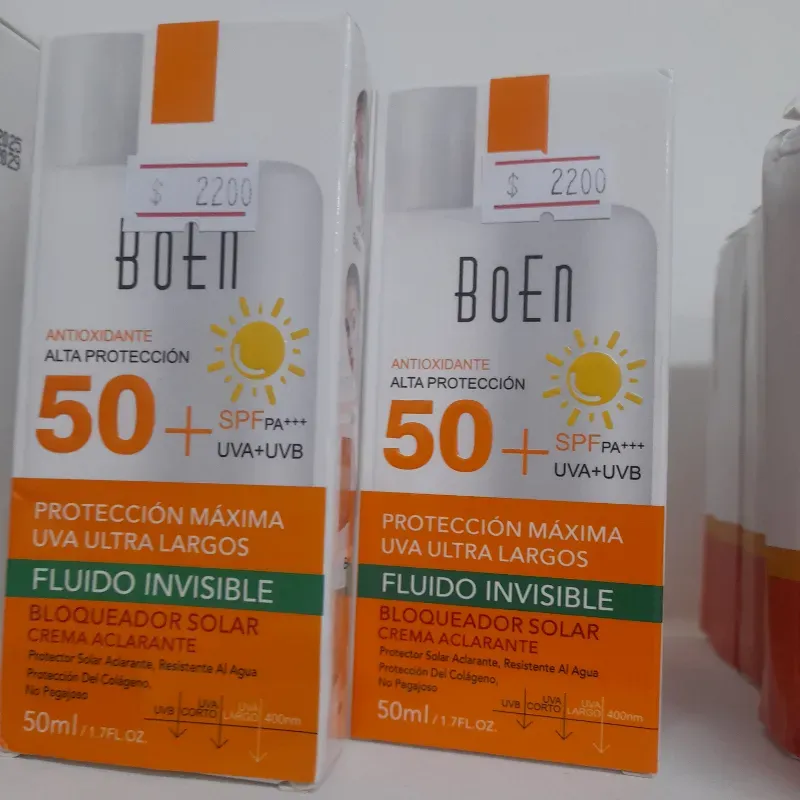 2025
2029
$ 2200
BOEN
ANTIOXIDANTE
ALTA PROTECCIÓN
50+ SPF PA+++
UVA+UVB
PROTECCIÓN MÁXIMA
UVA ULTRA LARGOS
FLUIDO INVISIBLE
BLOQUEADOR SOLAR
CREMA ACLARANTE
Protector Solar Aclarante, Resistente Al Agua
Protección Del Colágeno,
No Pegajoso
UVB UVA CORTO UVA LARGO 400nm
50ml/1.7FL.OZ.
$ 2200
BOEN
ANTIOXIDANTE
ALTA PROTECCIÓN
50+ SPF PA+++
UVA+UVB
PROTECCIÓN MÁXIMA
UVA ULTRA LARGOS
FLUIDO INVISIBLE
BLOQUEADOR SOLAR
CREMA ACLARANTE
Protector Solar Aclarante, Resistente Al Agua
Protección Del Colágeno,
No Pegajoso
UVB UVA CORTO UVA LARGO 400nm
50ml/1.7FL.OZ.